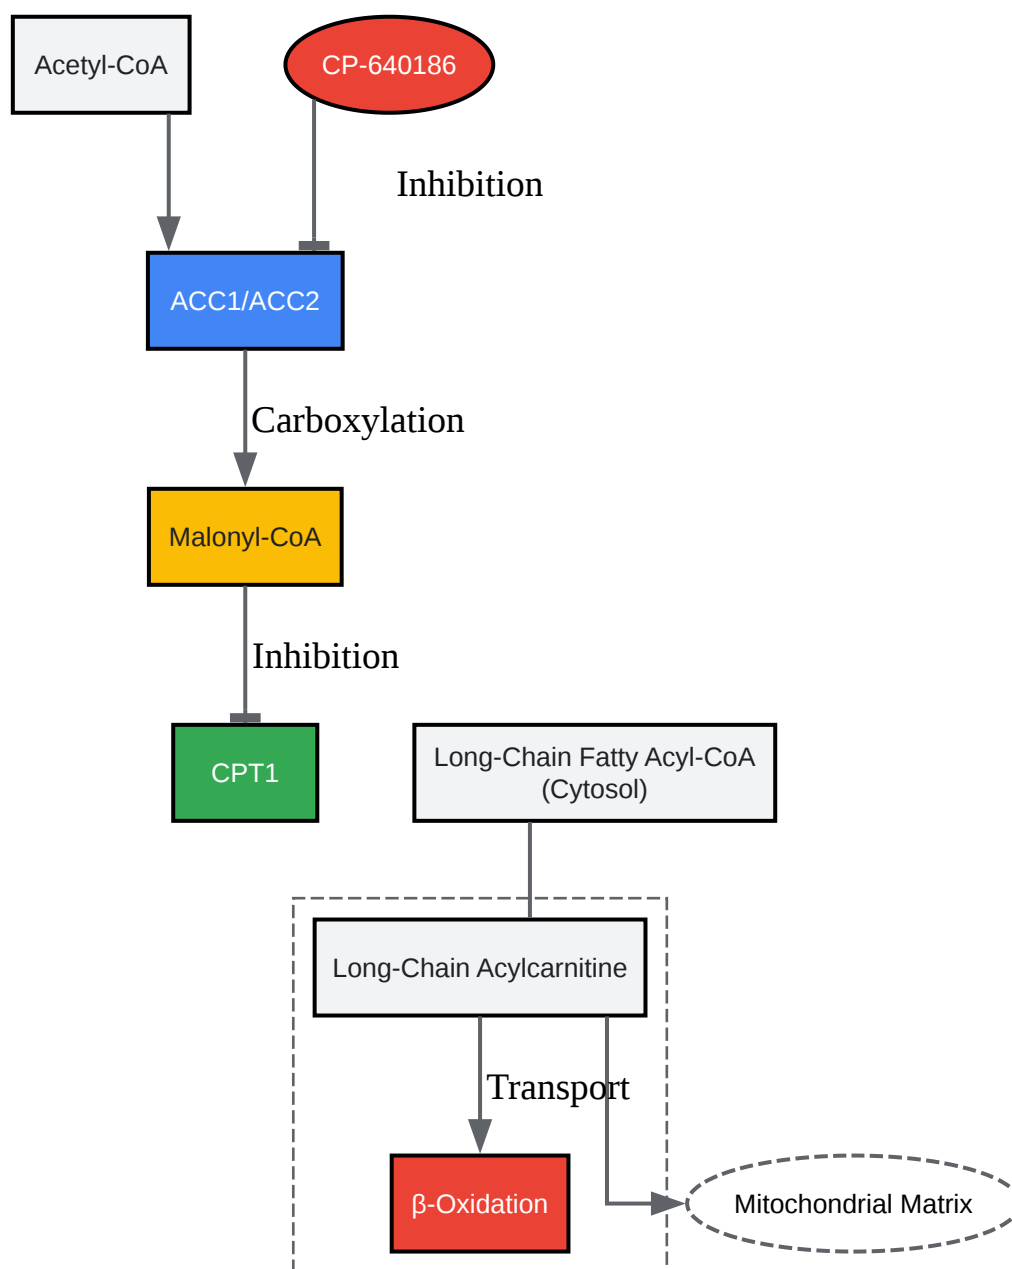 Acetyl-CoA
CP-640186
Inhibition
ACC1/ACC2
Carboxylation
Malonyl-CoA
Inhibition
CPT1
Long-Chain Fatty Acyl-CoA
(Cytosol)
Long-Chain Acylcarnitine
Transport
β-Oxidation
Mitochondrial Matrix